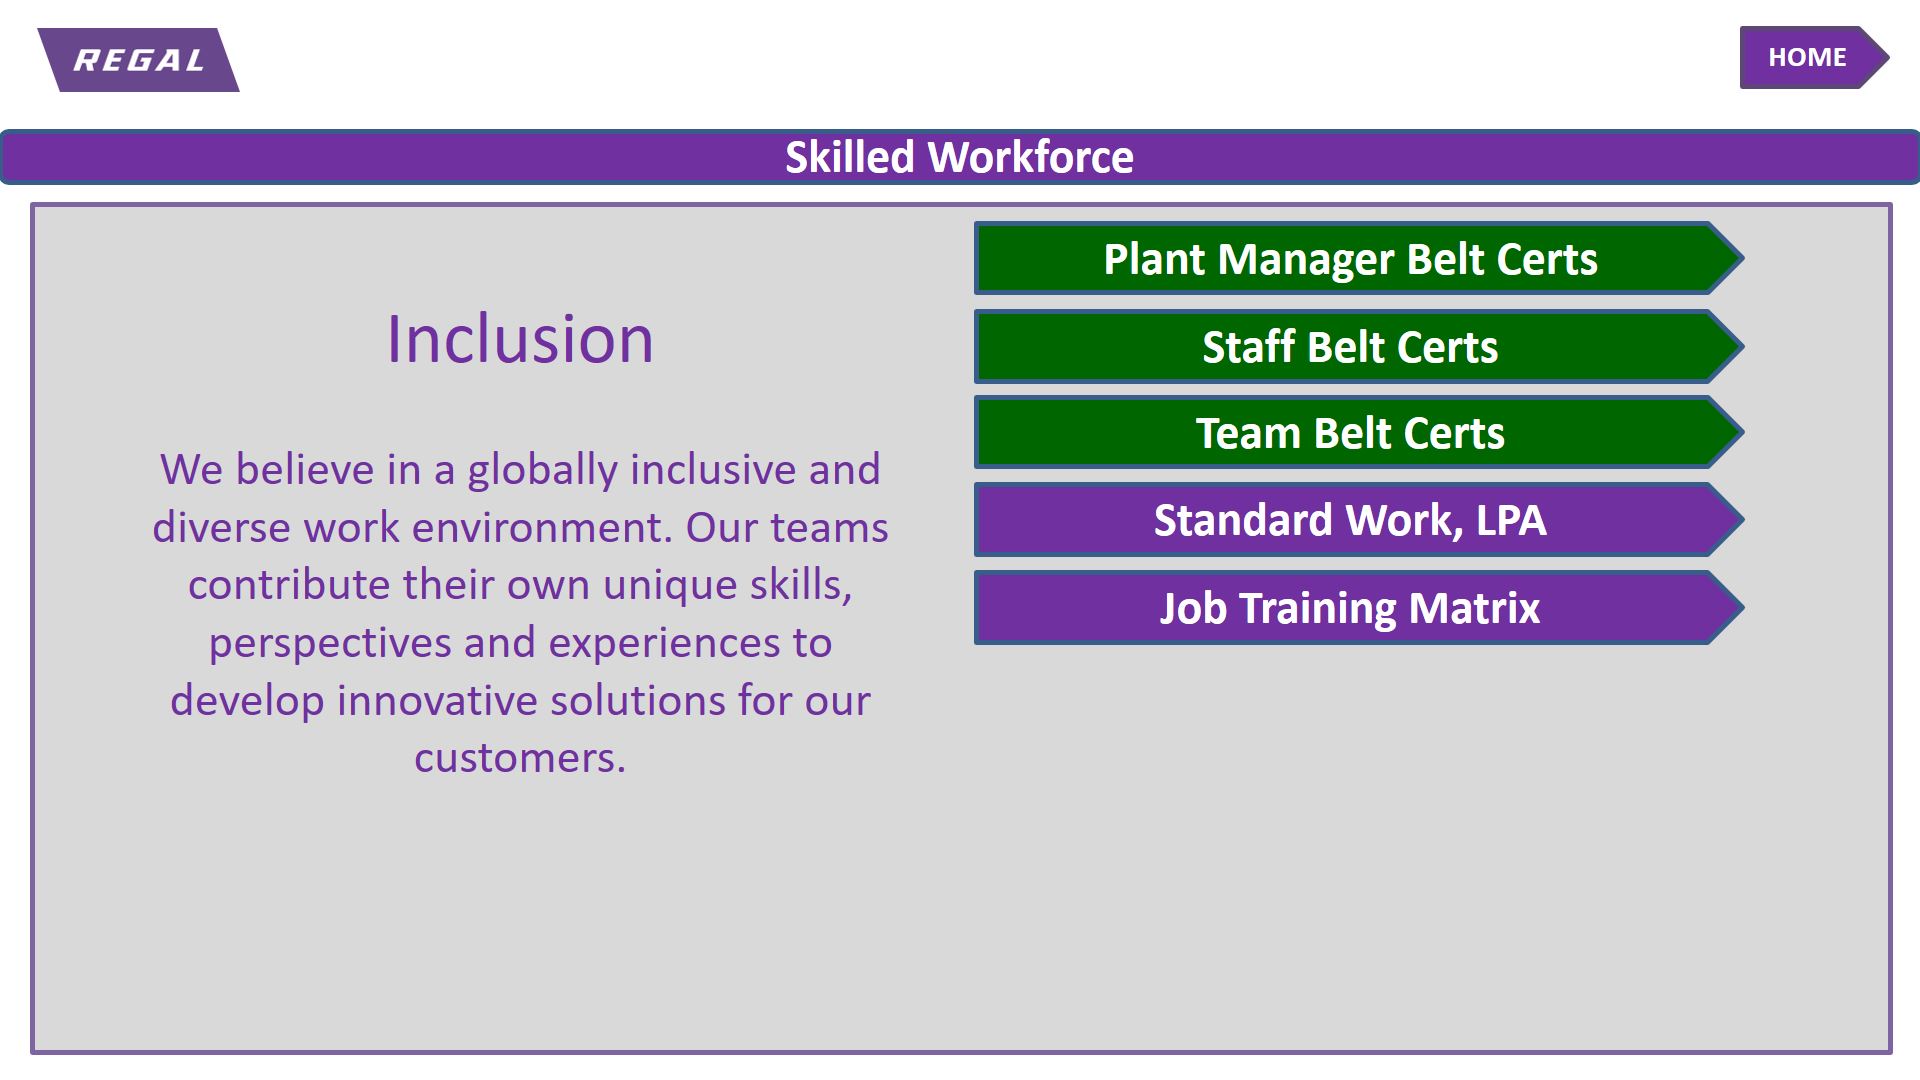 REGAL
HOME
Skilled Workforce
Inclusion
We believe in a globally inclusive and
diverse work environment. Our teams
contribute their own unique skills,
perspectives and experiences to
develop innovative solutions for our
customers.
Plant Manager Belt Certs
Staff Belt Certs
Team Belt Certs
Standard Work, LPA
Job Training Matrix